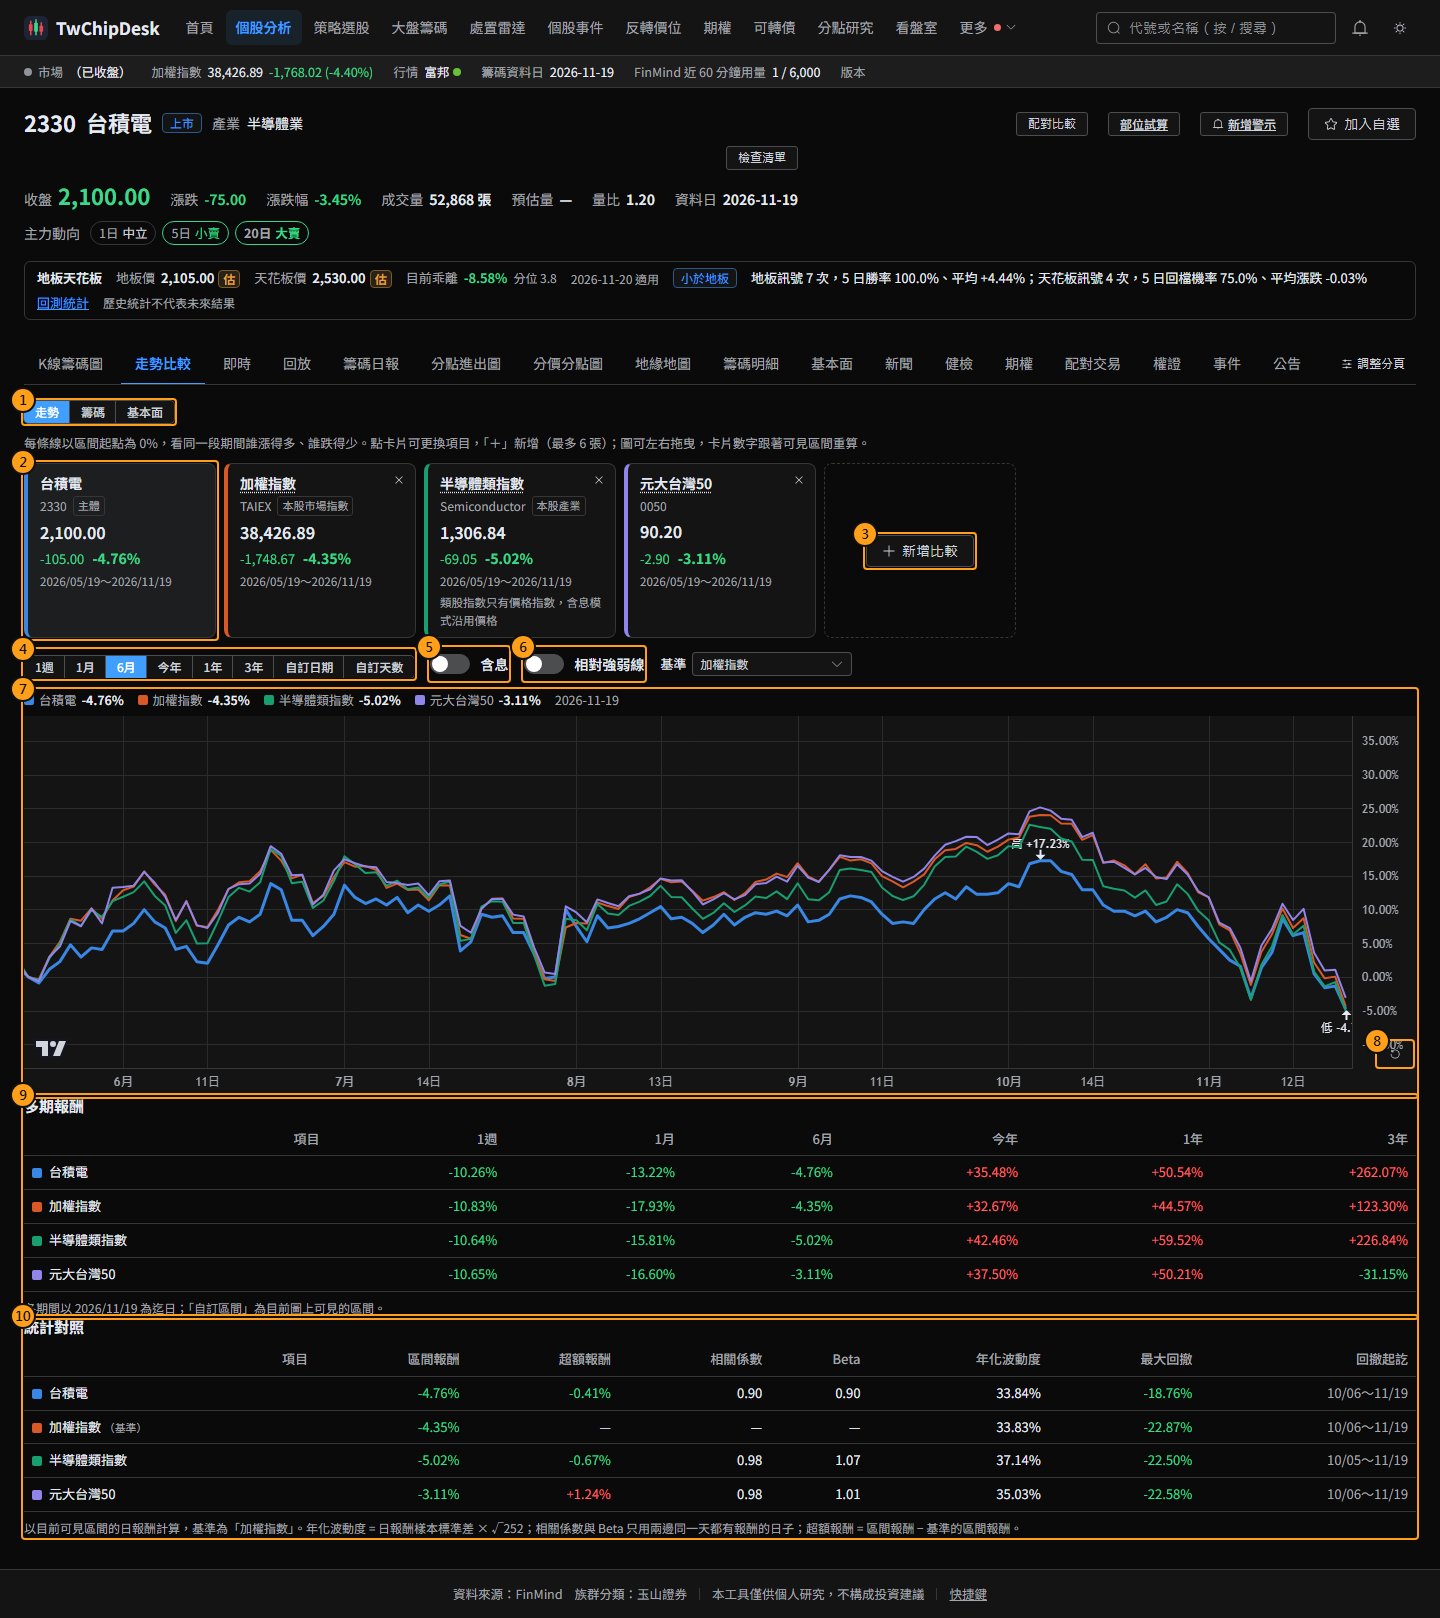 TwChipDesk 首頁 個股分析 策略選股 大盤籌碼 處置雷達 個股事件 反轉價位 期權 可轉債 分點研究 看盤室 更多 代號或名稱 ( 按 / 搜尋 )
市場 （已收盤） 加權指數 38,426.89 -1,768.02 (-4.40%) 行情 富邦 籌碼資料日 2026-11-19 FinMind 近 60 分鐘用量 1 / 6,000 版本
2330 台積電 上市 產業 半導體業 配對比較 部位試算 新增警示 加入自選
檢查清單
收盤 2,100.00 漲跌 -75.00 漲跌幅 -3.45% 成交量 52,868 張 預估量 — 量比 1.20 資料日 2026-11-19
主力動向 1日 中立 5日 小賣 20日 大賣
地板天花板 地板價 2,105.00 估 天花板價 2,530.00 估 目前乖離 -8.58% 分位 3.8 2026-11-20 適用 小於地板 地板訊號 7 次，5 日勝率 100.0%、平均 +4.44%；天花板訊號 4 次，5 日回檔機率 75.0%、平均漲跌 -0.03%
回測統計 歷史統計不代表未來結果
K線籌碼圖 走勢比較 即時 回放 籌碼日報 分點進出圖 分價分點圖 地緣地圖 籌碼明細 基本面 新聞 健檢 期權 配對交易 權證 事件 公告 調整分頁
1
走勢 籌碼 基本面
每條線以區間起點為 0%，看同一段期間誰漲得多、誰跌得少。點卡片可更換項目，「＋」新增（最多 6 張）；圖可左右拖曳，卡片數字跟著可見區間重算。
2
台積電 加權指數 半導體類指數 元大台灣50
2330 主體 TAIEX 本股市場指數 Semiconductor 本股產業 0050
2,100.00 38,426.89 1,306.84 90.20
3
新增比較
-105.00 -4.76% -1,748.67 -4.35% -69.05 -5.02% -2.90 -3.11%
2026/05/19～2026/11/19 2026/05/19～2026/11/19 2026/05/19～2026/11/19 2026/05/19～2026/11/19
類股指數只有價格指數，含息模
式沿用價格
4 5 6
1週 1月 6月 今年 1年 3年 自訂日期 自訂天數 含息 相對強弱線 基準 加權指數
7
台積電 -4.76% 加權指數 -4.35% 半導體類指數 -5.02% 元大台灣50 -3.11% 2026-11-19
35.00%
30.00%
25.00%
20.00%
高 +17.23%
15.00%
10.00%
5.00%
0.00%
-5.00%
低 -4.
8
6月 11日 7月 14日 8月 13日 9月 11日 10月 14日 11月 12日
9
多期報酬
項目 1週 1月 6月 今年 1年 3年
台積電 -10.26% -13.22% -4.76% +35.48% +50.54% +262.07%
加權指數 -10.83% -17.93% -4.35% +32.67% +44.57% +123.30%
半導體類指數 -10.64% -15.81% -5.02% +42.46% +59.52% +226.84%
元大台灣50 -10.65% -16.60% -3.11% +37.50% +50.21% -31.15%
期間以 2026/11/19 為迄日；「自訂區間」為目前圖上可見的區間。
10
統計對照
項目 區間報酬 超額報酬 相關係數 Beta 年化波動度 最大回撤 回撤起訖
台積電 -4.76% -0.41% 0.90 0.90 33.84% -18.76% 10/06～11/19
加權指數 （基準） -4.35% — — — 33.83% -22.87% 10/06～11/19
半導體類指數 -5.02% -0.67% 0.98 1.07 37.14% -22.50% 10/05～11/19
元大台灣50 -3.11% +1.24% 0.98 1.01 35.03% -22.58% 10/06～11/19
以目前可見區間的日報酬計算，基準為「加權指數」。年化波動度 = 日報酬樣本標準差 × √252；相關係數與 Beta 只用兩邊同一天都有報酬的日子；超額報酬 = 區間報酬 − 基準的區間報酬。
資料來源：FinMind 族群分類：玉山證券 本工具僅供個人研究，不構成投資建議 快捷鍵